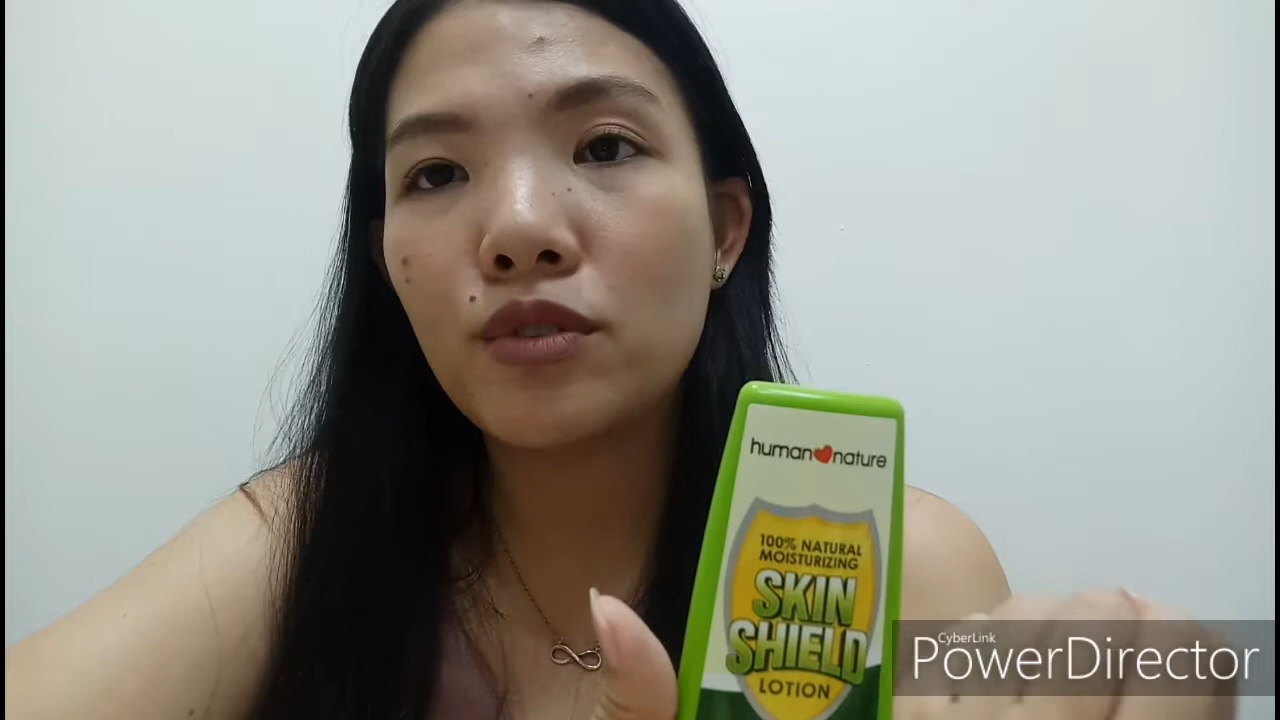 human nature
100% NATURAL
MOISTURIZING
SKIN
SHIELD
LOTION
CyberLink
PowerDirector